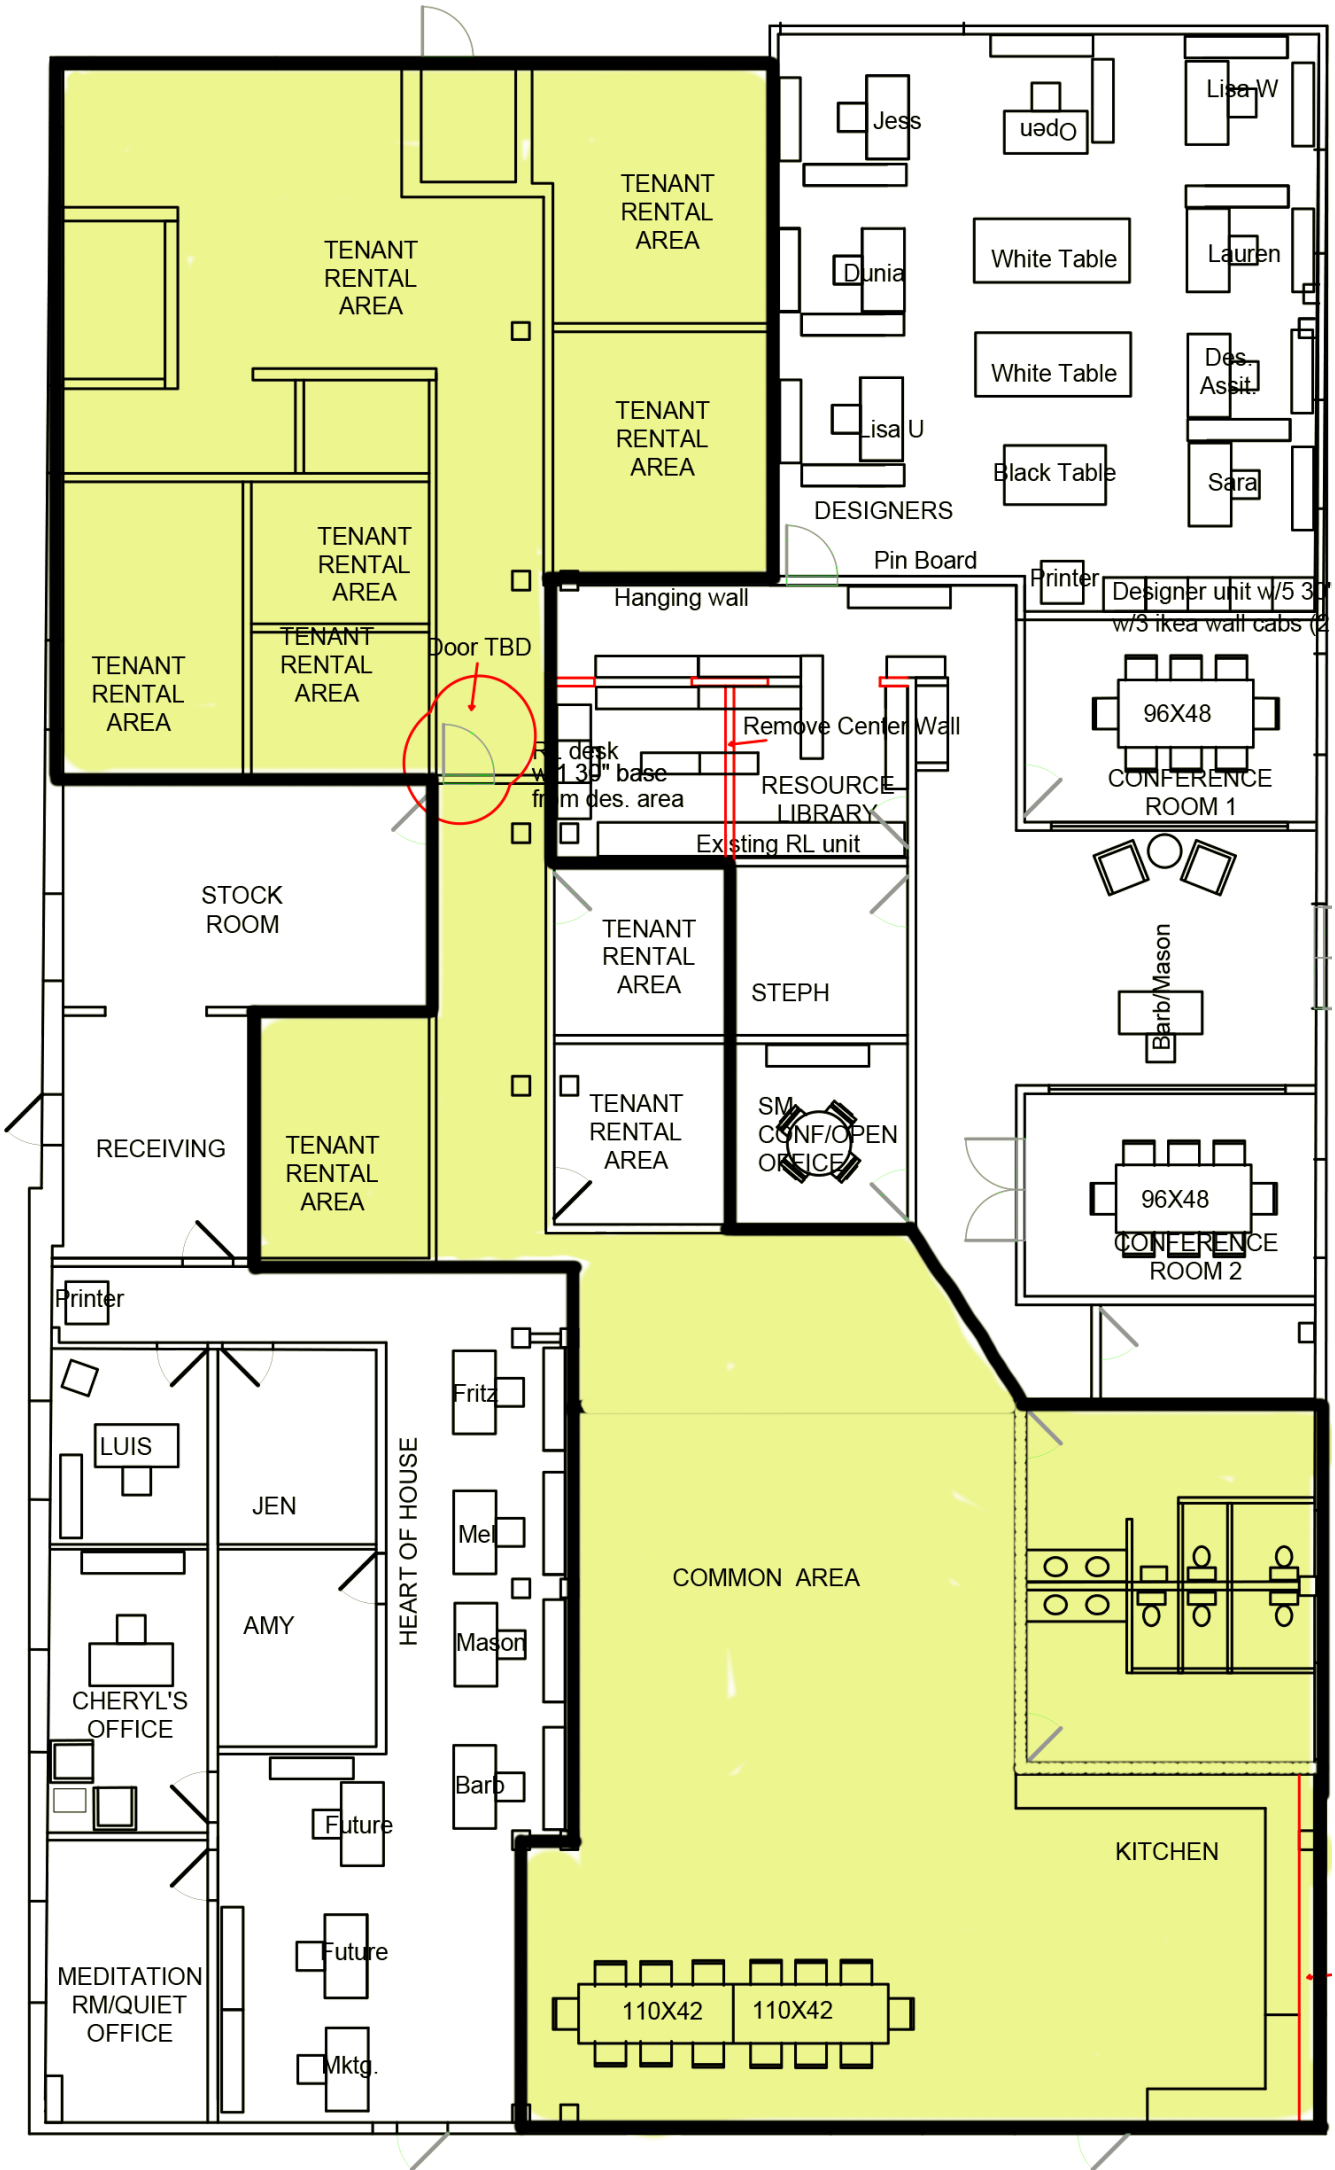 Jess
Open
Lisa W
TENANT
RENTAL
AREA
TENANT
RENTAL
AREA
Dunia
White Table
Lauren
White Table
Des.
Assit.
TENANT
RENTAL
AREA
Lisa U
Black Table
Sara
DESIGNERS
TENANT
RENTAL
AREA
Pin Board
Printer
Designer unit w/5 30"
w/3 ikea wall cabs (2
Hanging wall
TENANT
RENTAL
AREA
TENANT
RENTAL
AREA
Door TBD
Remove Center Wall
96X48
CONFERENCE
ROOM 1
RL desk
w/1 30" base
from des. area
RESOURCE
LIBRARY
Existing RL unit
STOCK
ROOM
TENANT
RENTAL
AREA
STEPH
Barb/Mason
RECEIVING
TENANT
RENTAL
AREA
TENANT
RENTAL
AREA
SM
CONF/OPEN
OFFICE
96X48
CONFERENCE
ROOM 2
Printer
Fritz
LUIS
JEN
HEART OF HOUSE
Mel
COMMON AREA
AMY
Mason
CHERYL'S
OFFICE
Barb
Future
KITCHEN
Future
MEDITATION
RM/QUIET
OFFICE
110X42
110X42
Mktg.